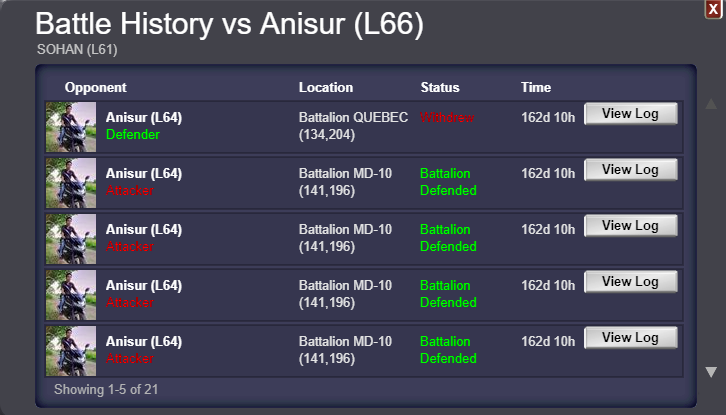 X
Battle History vs Anisur (L66)
SOHAN (L61)
Opponent Location Status Time
Anisur (L64) Battalion QUEBEC Withdrew 162d 10h View Log
Defender (134,204)
Anisur (L64) Battalion MD-10 Battalion 162d 10h View Log
Attacker (141,196) Defended
Anisur (L64) Battalion MD-10 Battalion 162d 10h View Log
Attacker (141,196) Defended
Anisur (L64) Battalion MD-10 Battalion 162d 10h View Log
Attacker (141,196) Defended
Anisur (L64) Battalion MD-10 Battalion 162d 10h View Log
Attacker (141,196) Defended
Showing 1-5 of 21